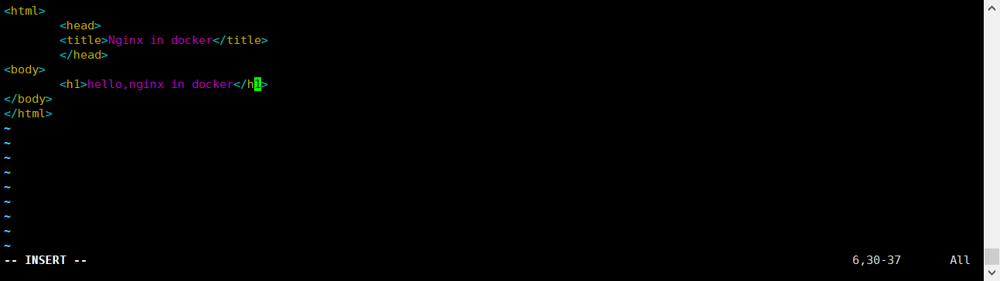 <html>
        <head>
        <title>Nginx in docker</title>
        </head>
<body>
        <h1>hello,nginx in docker</h1>
</body>
</html>
~
~
~
~
~
~
~
~
~
-- INSERT -- 6,30-37 All